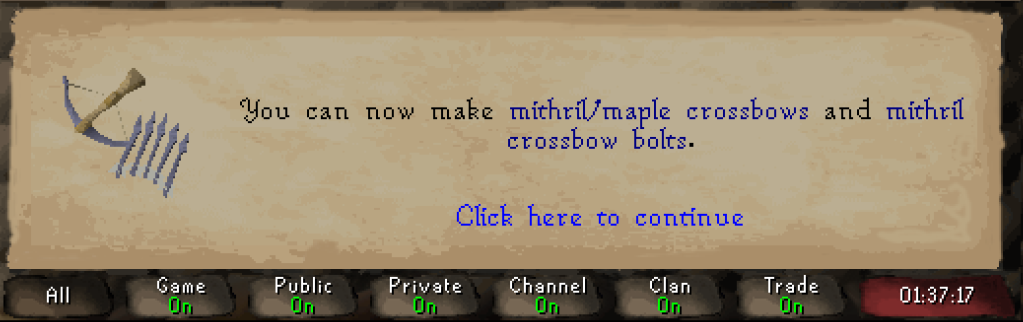 You can now make mithril/maple crossbows and mithril
crossbow bolts.
Click here to continue
All
Game
On
Public
On
Private
On
Channel
On
Clan
On
Trade
On
01:37:17